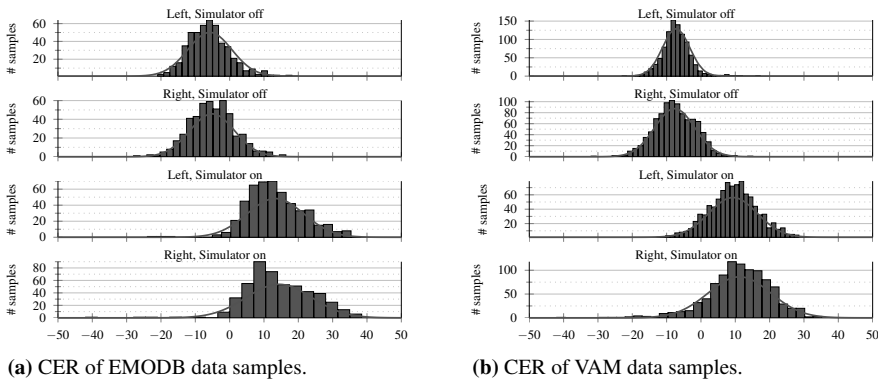 Left, Simulator off
# samples
60
40
20
Right, Simulator off
# samples
60
40
20
0
Left, Simulator on
# samples
60
40
20
0
Right, Simulator on
# samples
80
60
40
20
0
−50 −40 −30 −20 −10 0 10 20 30 40 50
(a) CER of EMODB data samples.
Left, Simulator off
# samples
150
100
50
0
Right, Simulator off
# samples
100
80
60
40
20
0
Left, Simulator on
# samples
80
60
40
20
Right, Simulator on
# samples
100
50
0
−50 −40 −30 −20 −10 0 10 20 30 40 50
(b) CER of VAM data samples.